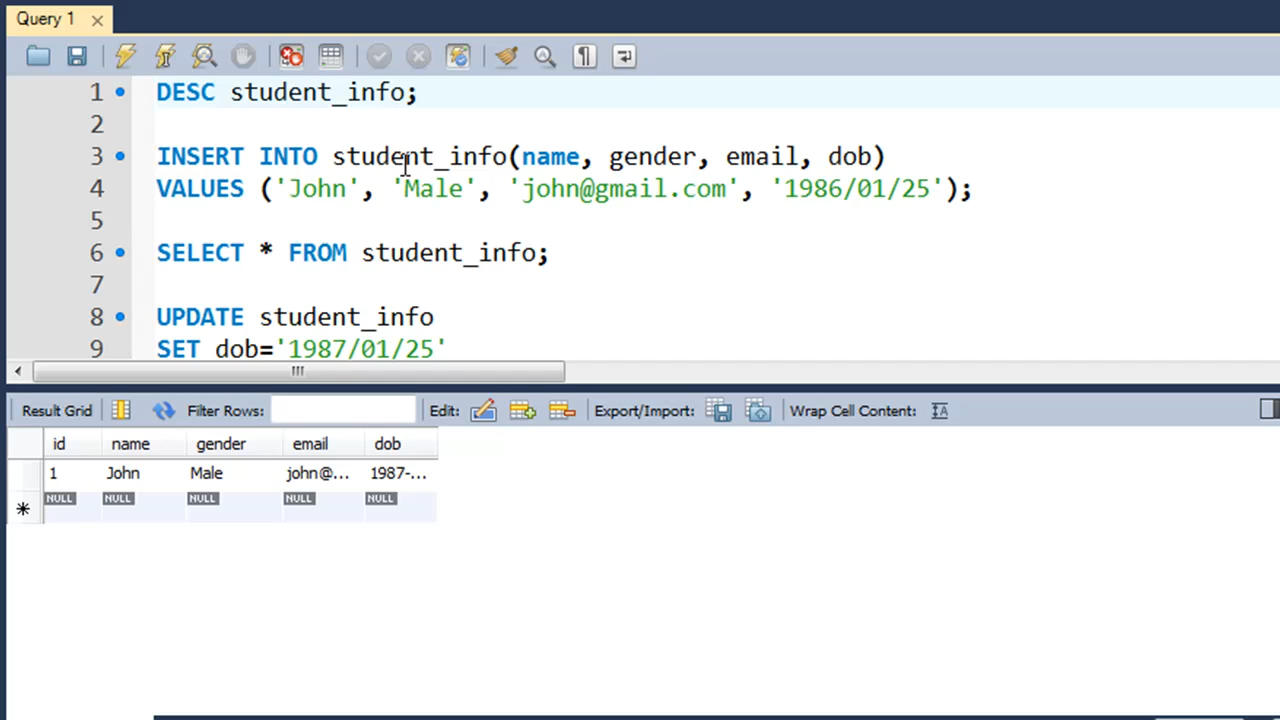 Query 1
1 DESC student_info;
2
3 INSERT INTO student_info(name, gender, email, dob)
4 VALUES ('John', 'Male', 'john@gmail.com', '1986/01/25');
5
6 SELECT * FROM student_info;
7
8 UPDATE student_info
9 SET dob='1987/01/25'
Result Grid Filter Rows: Edit: Export/Import: Wrap Cell Content:
id name gender email dob
1 John Male john@... 1987-...
NULL NULL NULL NULL NULL